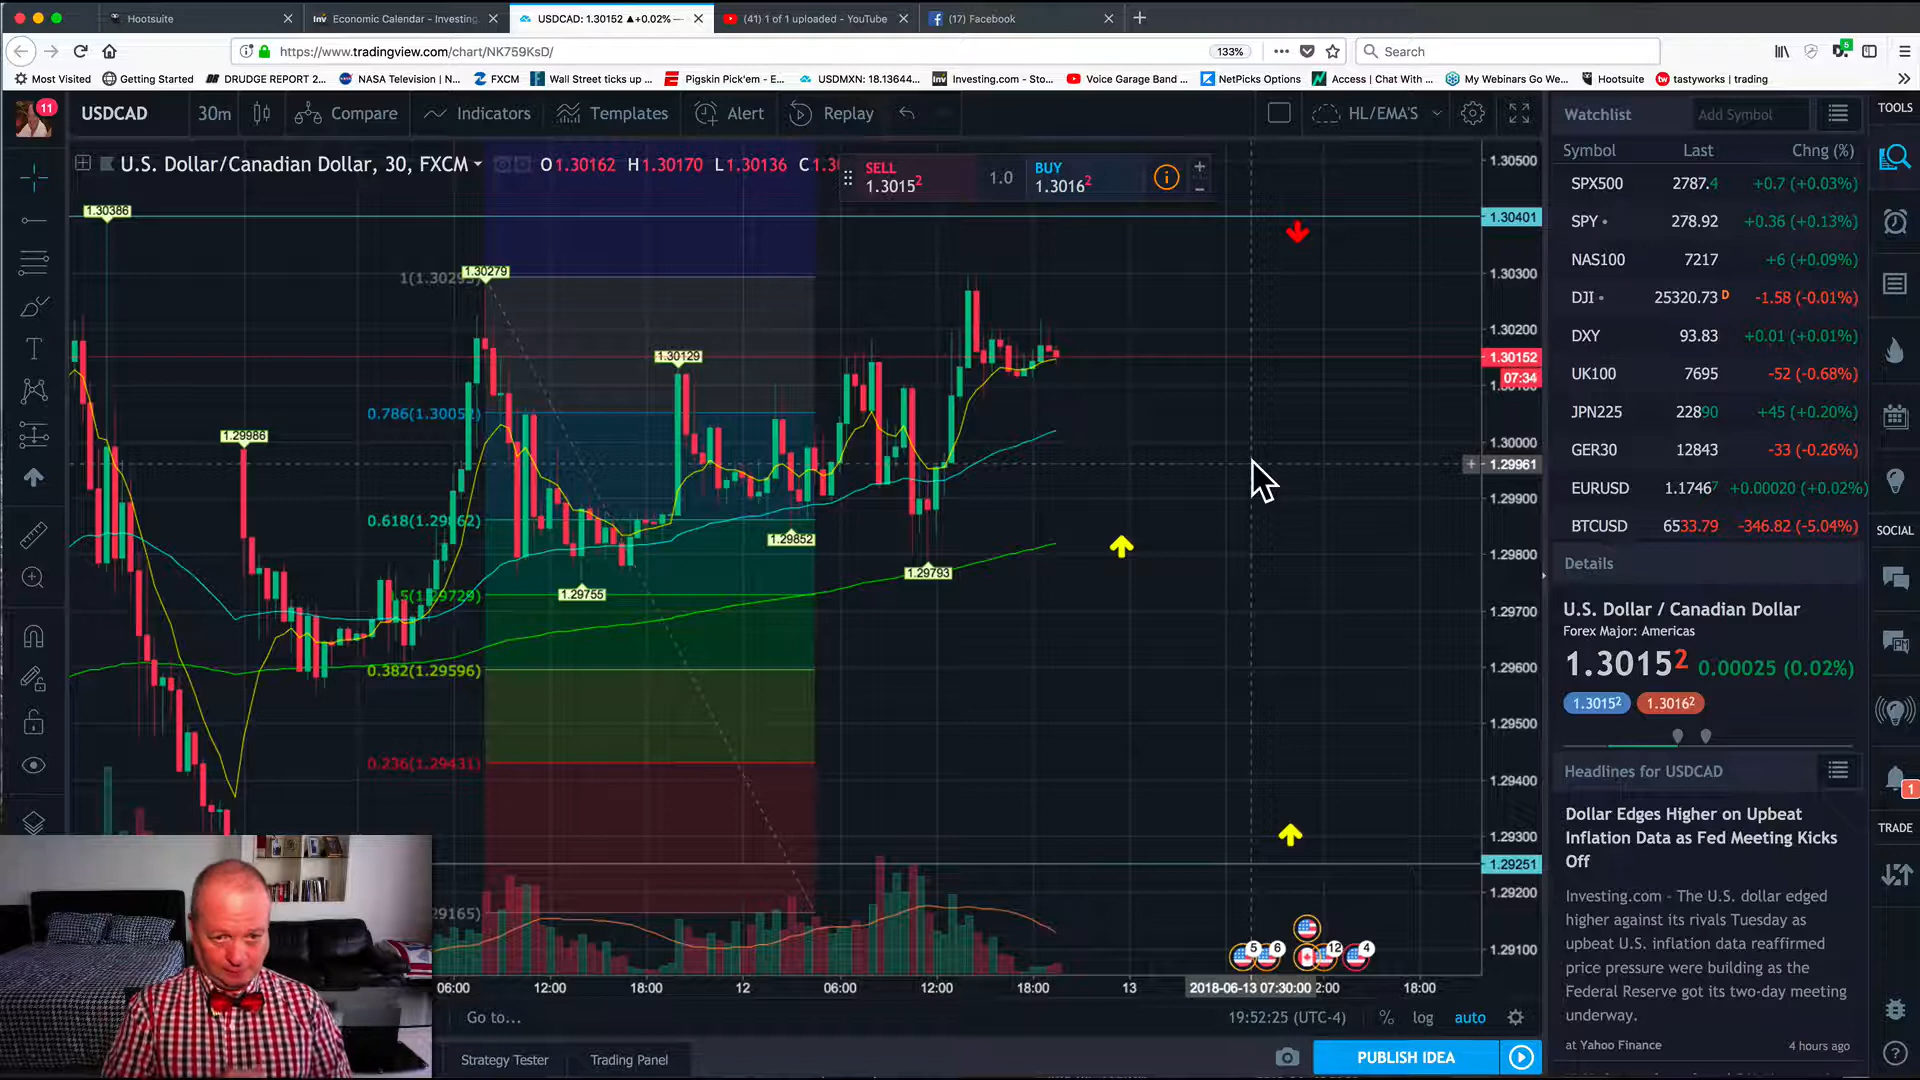 Hootsuite
Economic Calendar - Investing.
USDCAD: 1.30152 ▲+0.02% —
(41) 1 of 1 uploaded - YouTube
(17) Facebook
https://www.tradingview.com/chart/NK759KsD/
133%
Search
Most Visited
Getting Started
DRUDGE REPORT 2...
NASA Television | N...
FXCM
Wall Street ticks up ...
Pigskin Pick'em - E...
USDMXN: 18.13644...
Investing.com - Sto...
Voice Garage Band ...
NetPicks Options
Access | Chat With ...
My Webinars Go We...
Hootsuite
tastyworks | trading
11
USDCAD
30m
Compare
Indicators
Templates
Alert
Replay
HL/EMA'S
Watchlist
Add Symbol
TOOLS
U.S. Dollar/Canadian Dollar, 30, FXCM
O 1.30162 H 1.30170 L 1.30136 C 1.30
SELL
1.30152
1.0
BUY
1.30162
Symbol
Last
Chng (%)
SPX500 2787.4 +0.7 (+0.03%)
SPY 278.92 +0.36 (+0.13%)
NAS100 7217 +6 (+0.09%)
DJI 25320.73 D -1.58 (-0.01%)
DXY 93.83 +0.01 (+0.01%)
UK100 7695 -52 (-0.68%)
JPN225 22890 +45 (+0.20%)
GER30 12843 -33 (-0.26%)
EURUSD 1.17467 +0.00020 (+0.02%)
BTCUSD 6533.79 -346.82 (-5.04%)
SOCIAL
1.30500
1.30401
1.30300
1.30200
1.30152
07:34
1.30000
1.29961
1.29900
1.29800
1.29700
1.29600
1.29500
1.29400
1.29300
1.29251
1.29200
1.29100
1.30386
1.30279
1.30129
1.29986
1.29852
1.29755
1.29793
0.786(1.30052)
0.618(1.29862)
0.382(1.29596)
0.236(1.29431)
Details
U.S. Dollar / Canadian Dollar
Forex Major: Americas
1.30152 0.00025 (0.02%)
1.30152
1.30162
Headlines for USDCAD
1
TRADE
Dollar Edges Higher on Upbeat
Inflation Data as Fed Meeting Kicks
Off
Investing.com - The U.S. dollar edged
higher against its rivals Tuesday as
upbeat U.S. inflation data reaffirmed
price pressure were building as the
Federal Reserve got its two-day meeting
underway.
at Yahoo Finance
4 hours ago
5
6
12
4
06:00
12:00
18:00
12
06:00
12:00
18:00
13
2018-06-13 07:30:00
2:00
18:00
Go to...
19:52:25 (UTC-4)
%
log
auto
Strategy Tester
Trading Panel
PUBLISH IDEA